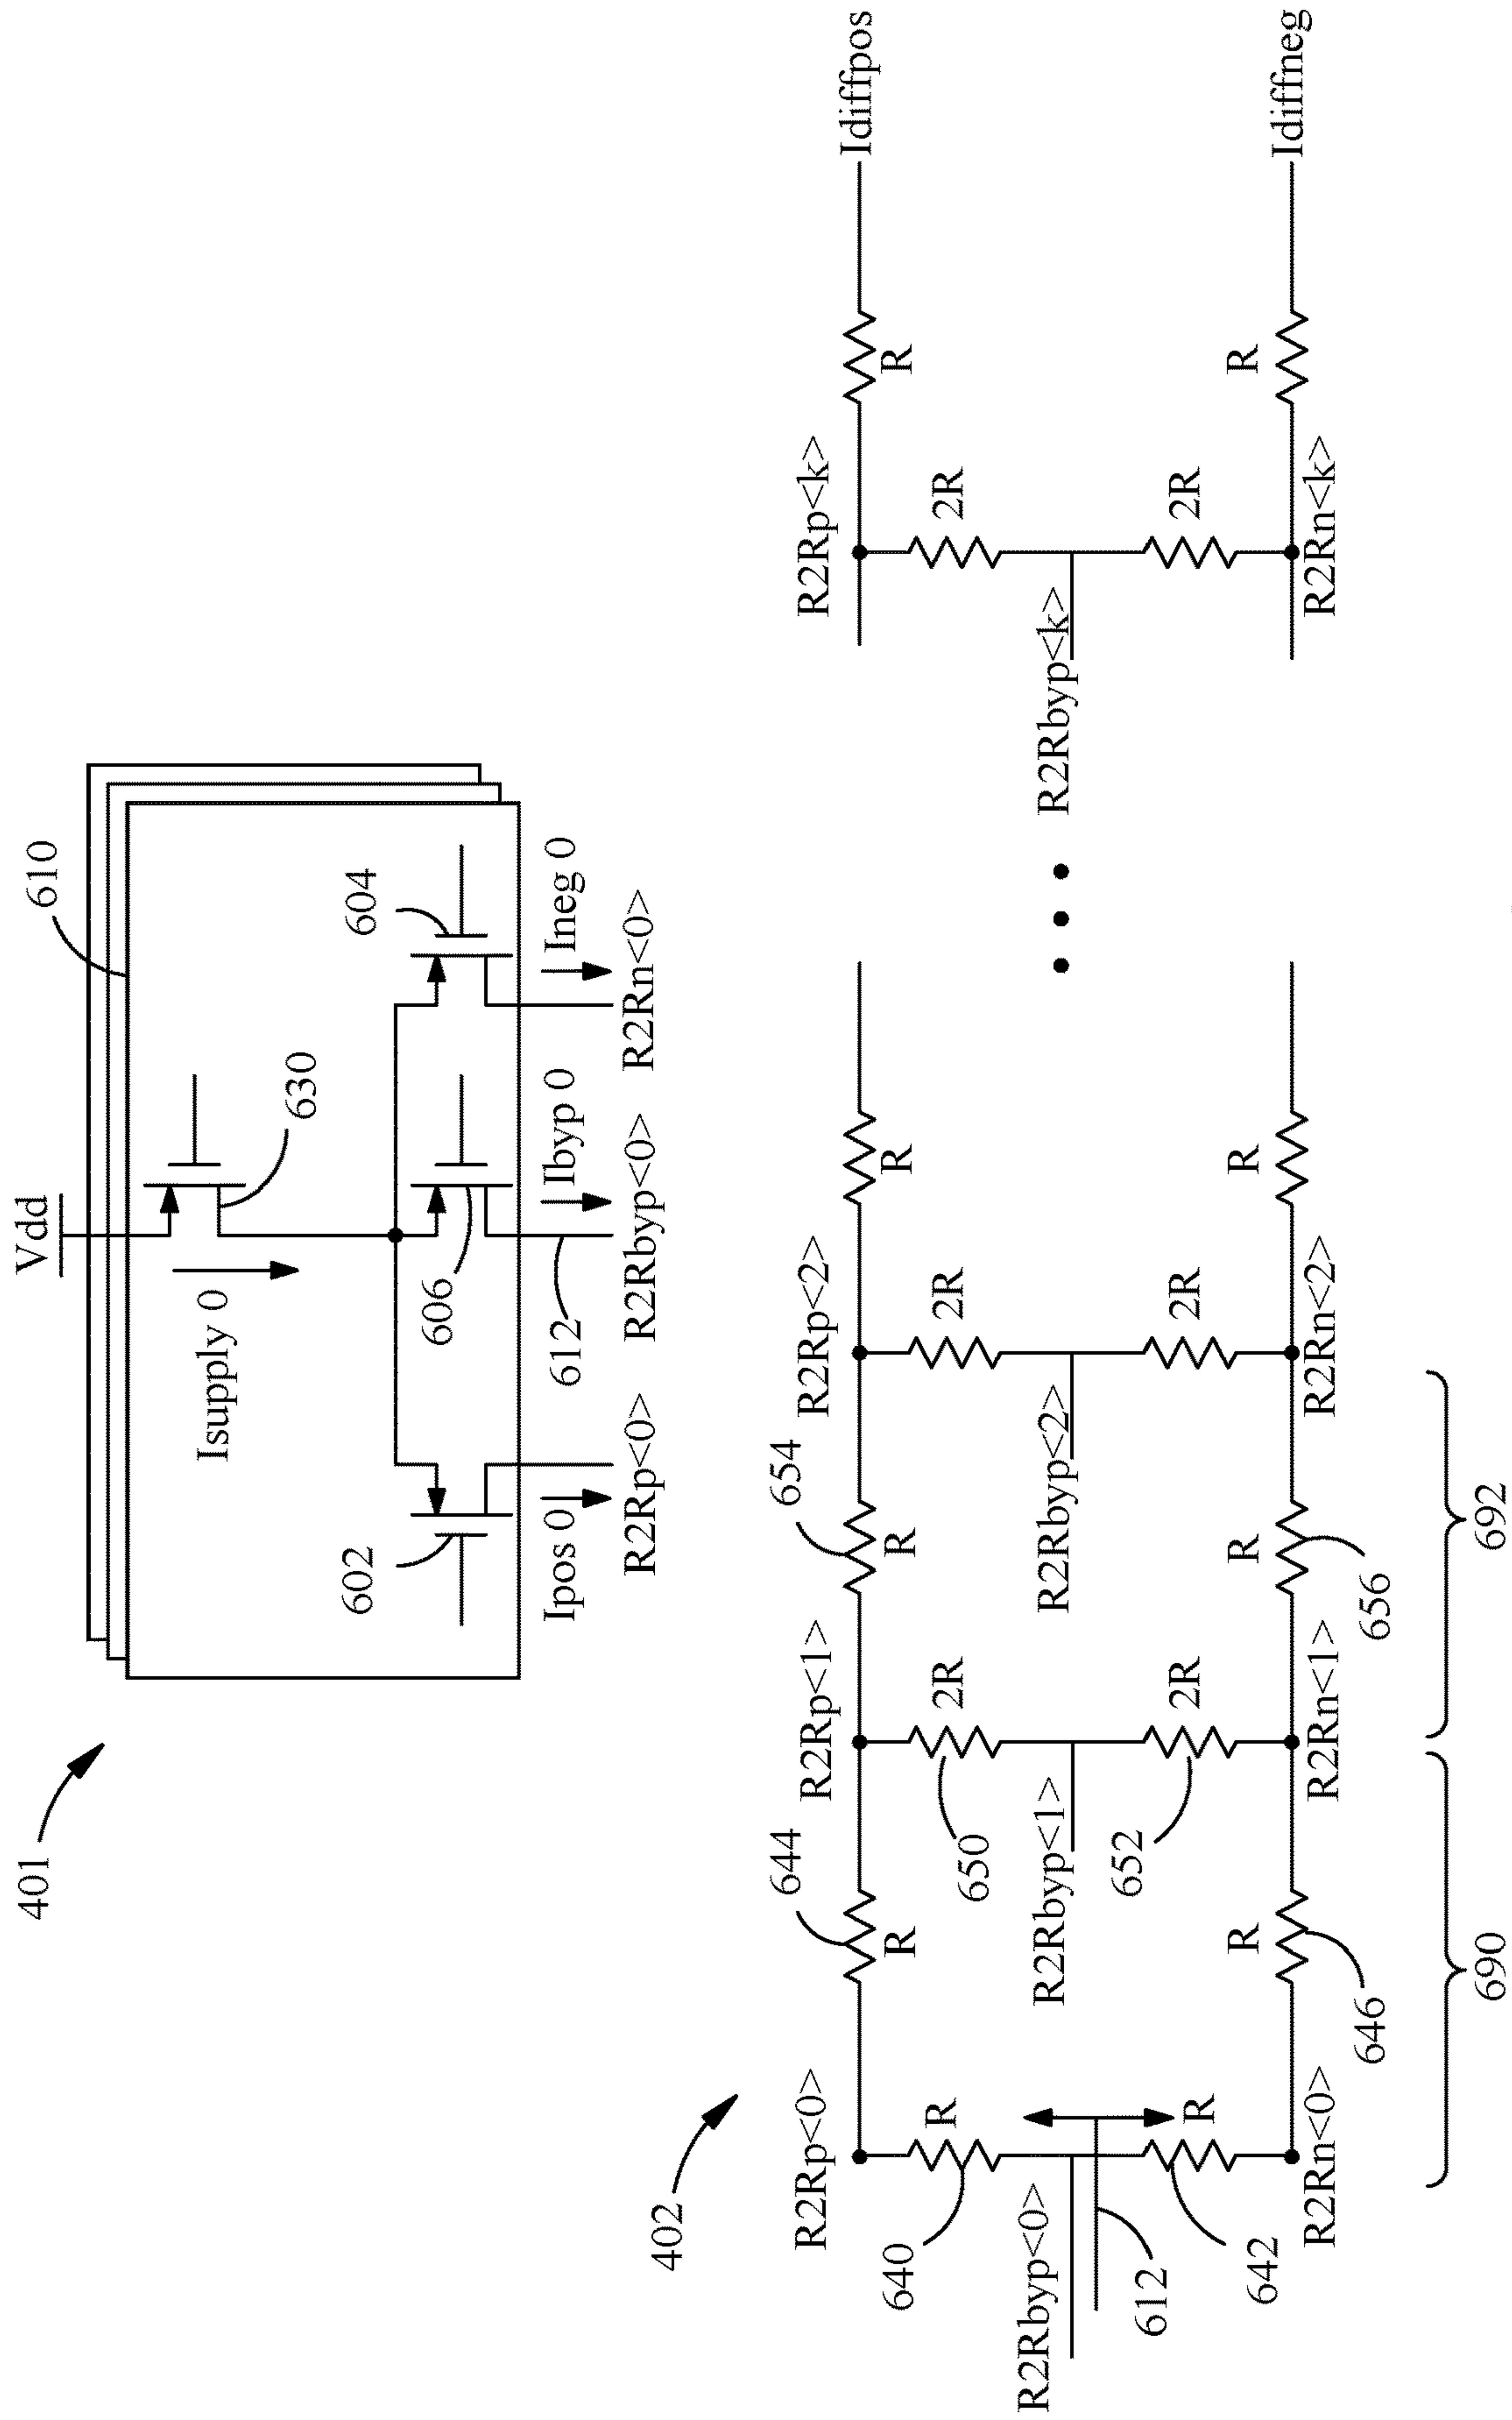 401
Vdd
610
Isupply 0
630
602
606
604
612
Ipos 0
Ibyp 0
Ineg 0
R2Rp<0>
R2Rbyp<0>
R2Rn<0>
402
R2Rp<0>
644
R2Rp<1>
654
R2Rp<2>
R2Rp<k>
Idiffpos
R
R
R
R
640
R
650
2R
2R
2R
R2Rbyp<0>
R2Rbyp<1>
R2Rbyp<2>
R2Rbyp<k>
612
642
R
652
2R
2R
2R
R
R
R
R
R2Rn<0>
646
R2Rn<1>
656
R2Rn<2>
R2Rn<k>
Idiffneg
690
692